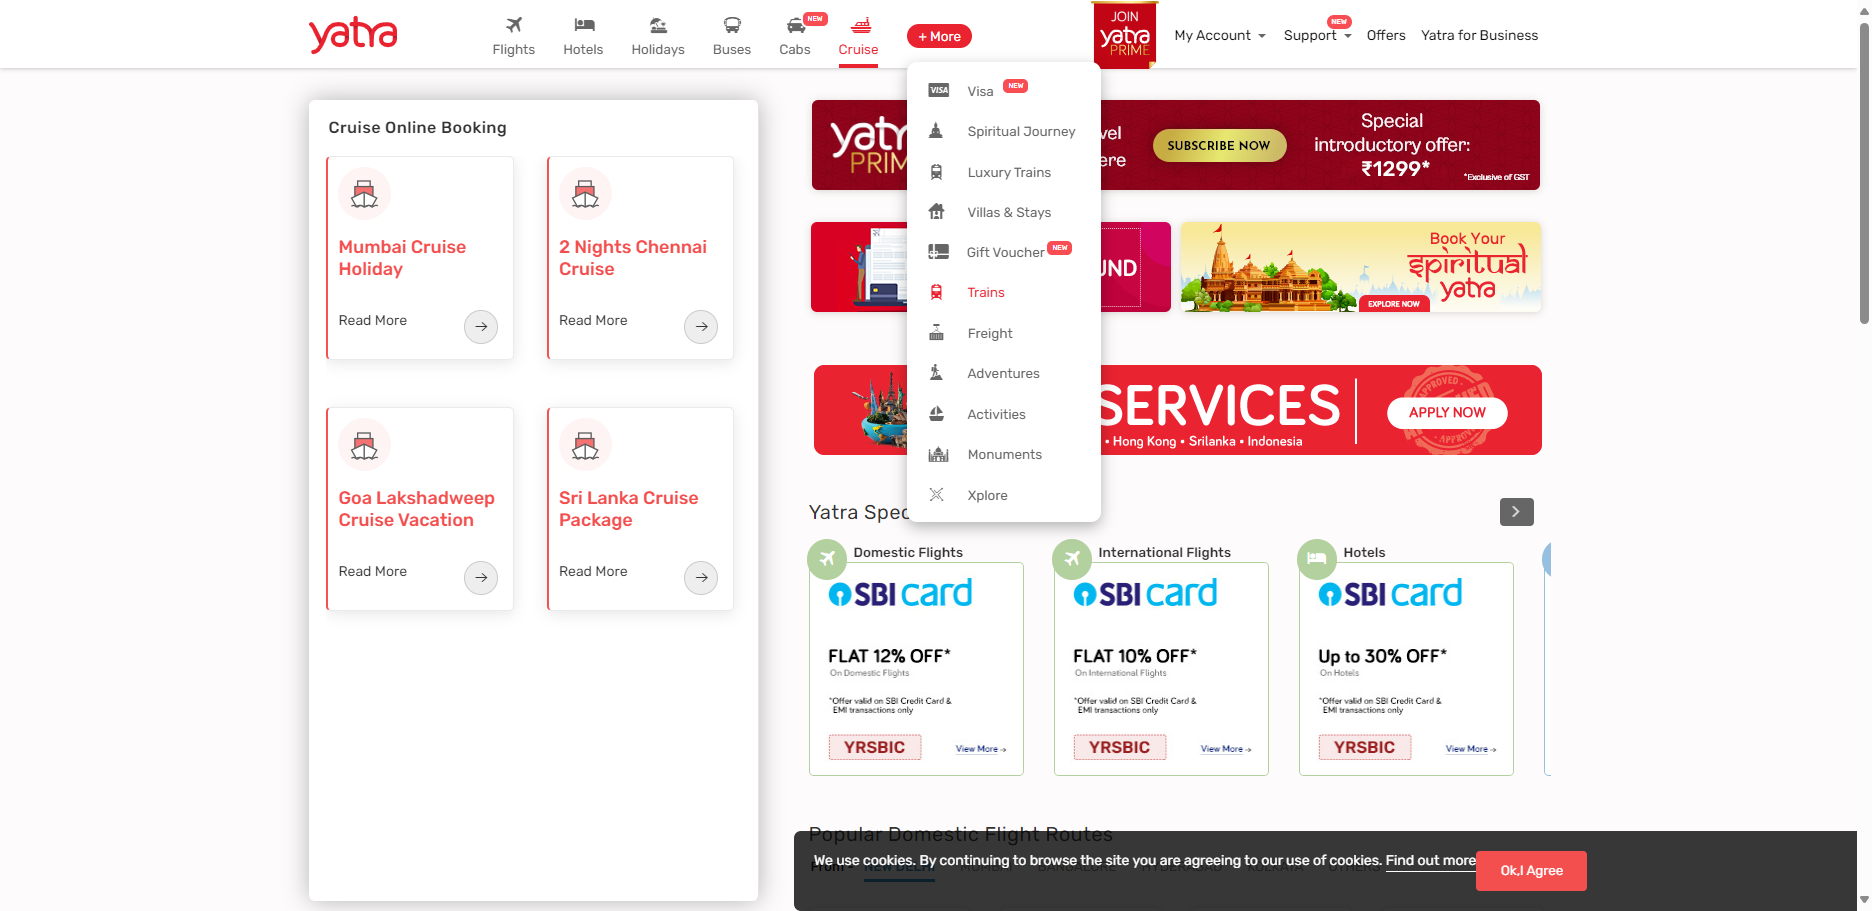 yatra
Flights
Hotels
Holidays
Buses
NEW
Cabs
Cruise
+ More
JOIN
yatra
PRIME
My Account
NEW
Support
Offers
Yatra for Business
Visa NEW
Spiritual Journey
Luxury Trains
Villas & Stays
Gift Voucher NEW
Trains
Freight
Adventures
Activities
Monuments
Xplore
Cruise Online Booking
Mumbai Cruise
Holiday
Read More
2 Nights Chennai
Cruise
Read More
Goa Lakshadweep
Cruise Vacation
Read More
Sri Lanka Cruise
Package
Read More
SUBSCRIBE NOW
Special
introductory offer:
₹1299*
*Exclusive of GST
Book Your
spiritual
yatra
EXPLORE NOW
SERVICES
• Hong Kong • Srilanka • Indonesia
APPLY NOW
Domestic Flights
SBI card
FLAT 12% OFF*
On Domestic Flights
*Offer valid on SBI Credit Card &
EMI transactions only
YRSBIC
View More →
International Flights
SBI card
FLAT 10% OFF*
On International Flights
*Offer valid on SBI Credit Card &
EMI transactions only
YRSBIC
View More →
Hotels
SBI card
Up to 30% OFF*
On Hotels
*Offer valid on SBI Credit Card &
EMI transactions only
YRSBIC
View More →
Popular Domestic Flight Routes
We use cookies. By continuing to browse the site you are agreeing to our use of cookies. Find out more
Ok,I Agree